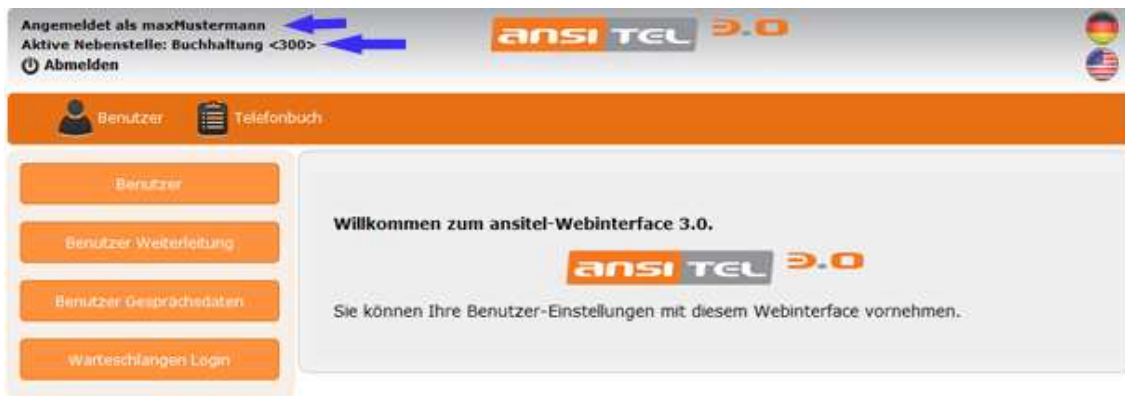 Angemeldet als maxMustermann
Aktive Nebenstelle: Buchhaltung <300>
Abmelden
ansi TEL 3.0
Benutzer
Telefonbuch
Benutzer
Benutzer Weiterleitung
Benutzer Gesprächsdaten
Warteschlangen Login
Willkommen zum ansitel-Webinterface 3.0.
ansi TEL 3.0
Sie können Ihre Benutzer-Einstellungen mit diesem Webinterface vornehmen.